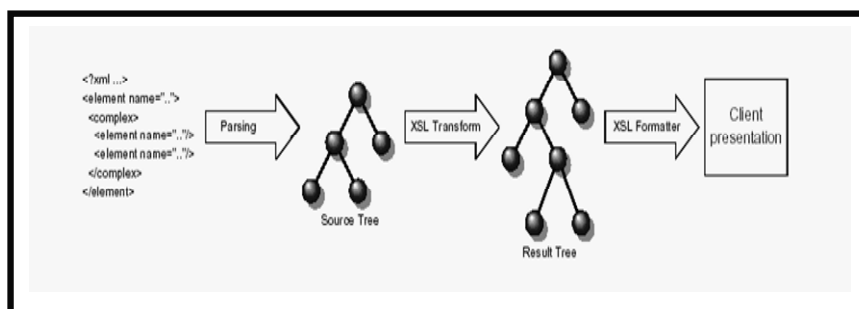 <?xml ...>
<element name="..">
<complex>
<element name=".."/>
<element name=".."/>
</complex>
</element>
Parsing
Source Tree
XSL Transform
Result Tree
XSL Formatter
Client
presentation